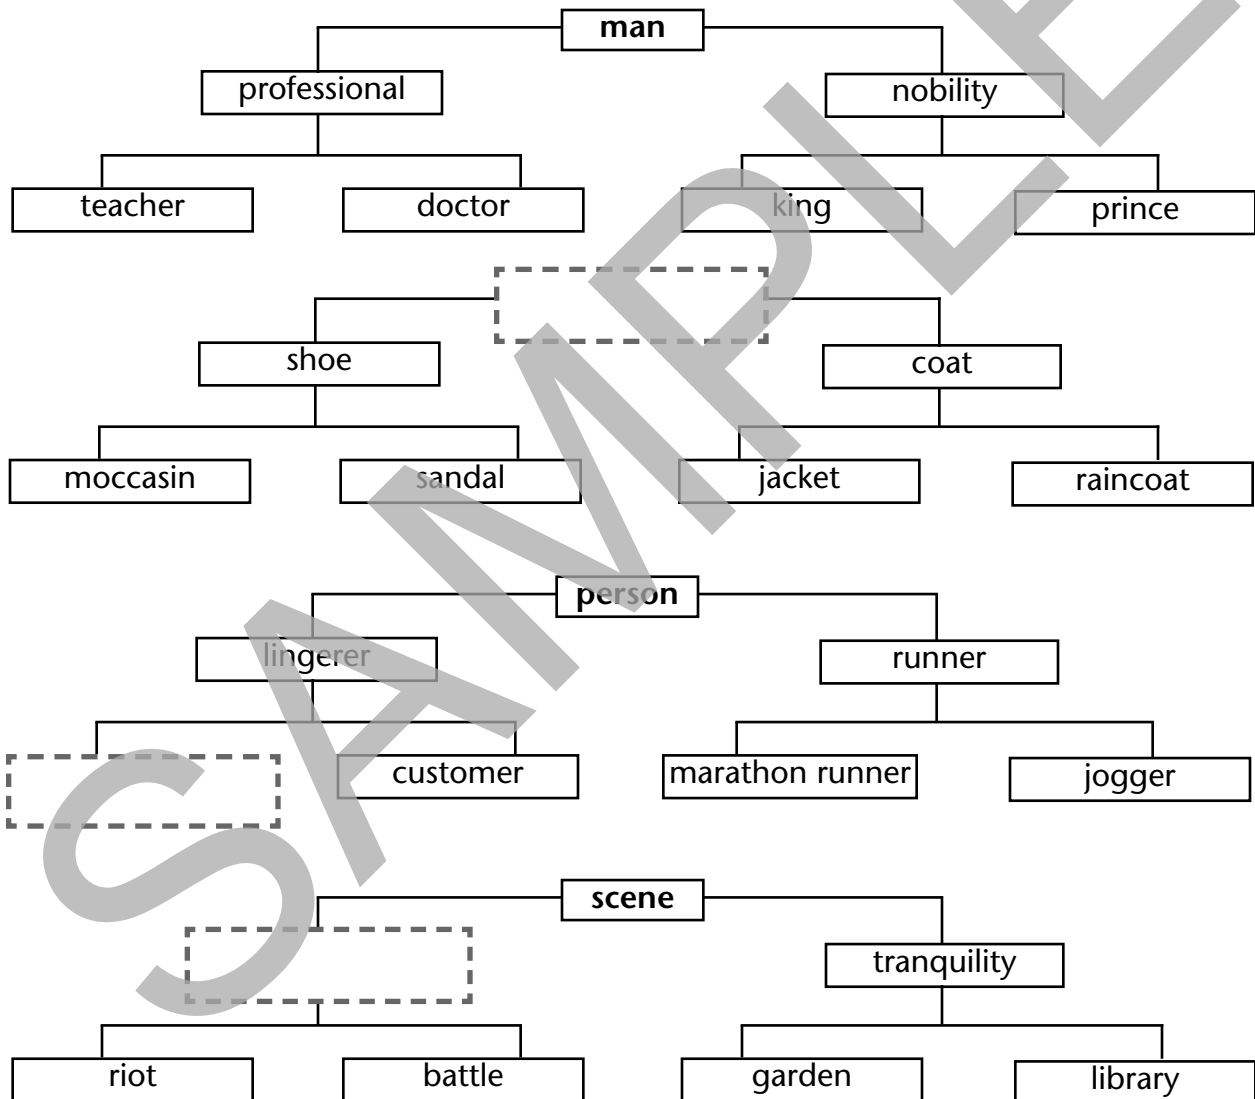 man
professional nobility
teacher doctor king prince
shoe coat
moccasin sandal jacket raincoat
person
lingerer runner
customer marathon runner jogger
scene
tranquility
riot battle garden library
SAMPLE